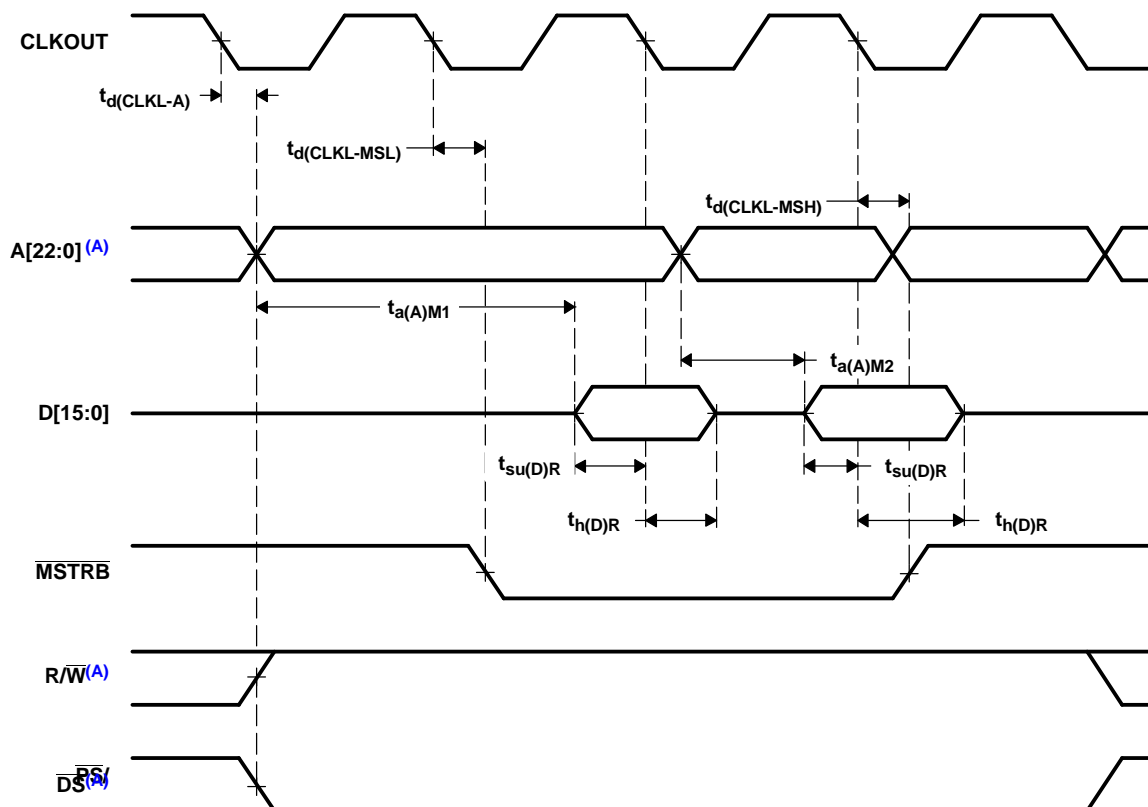 CLKOUT
td(CLKL-A)
td(CLKL-MSL)
td(CLKL-MSH)
A[22:0] (A)
ta(A)M1
ta(A)M2
D[15:0]
tsu(D)R
tsu(D)R
th(D)R
th(D)R
MSTRB
R/W(A)
PS/
DS(A)